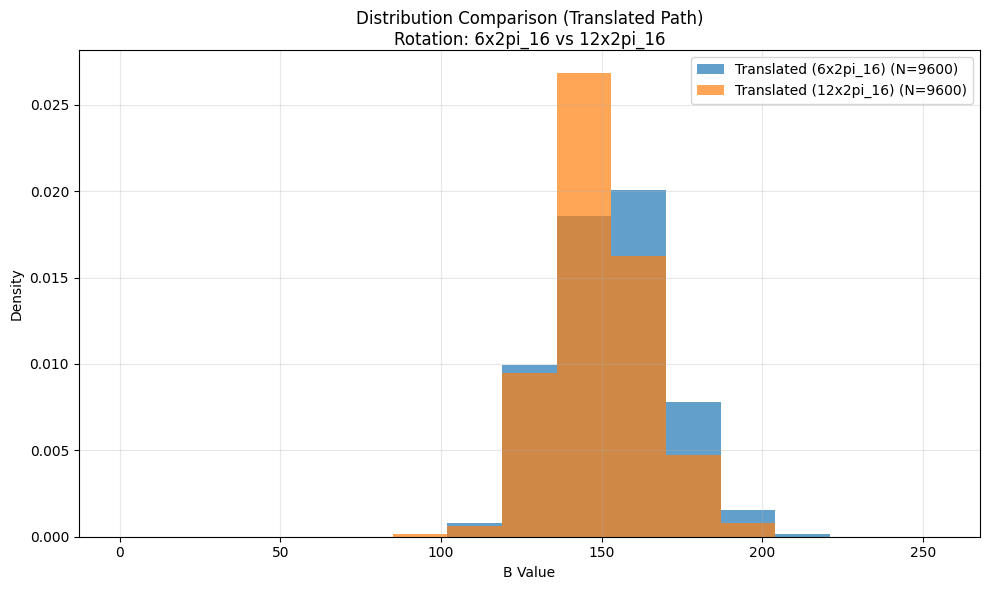 Distribution Comparison (Translated Path)
Rotation: 6x2pi_16 vs 12x2pi_16
Translated (6x2pi_16) (N=9600)
Translated (12x2pi_16) (N=9600)
Density
0.025
0.020
0.015
0.010
0.005
0.000
0 50 100 150 200 250
B Value